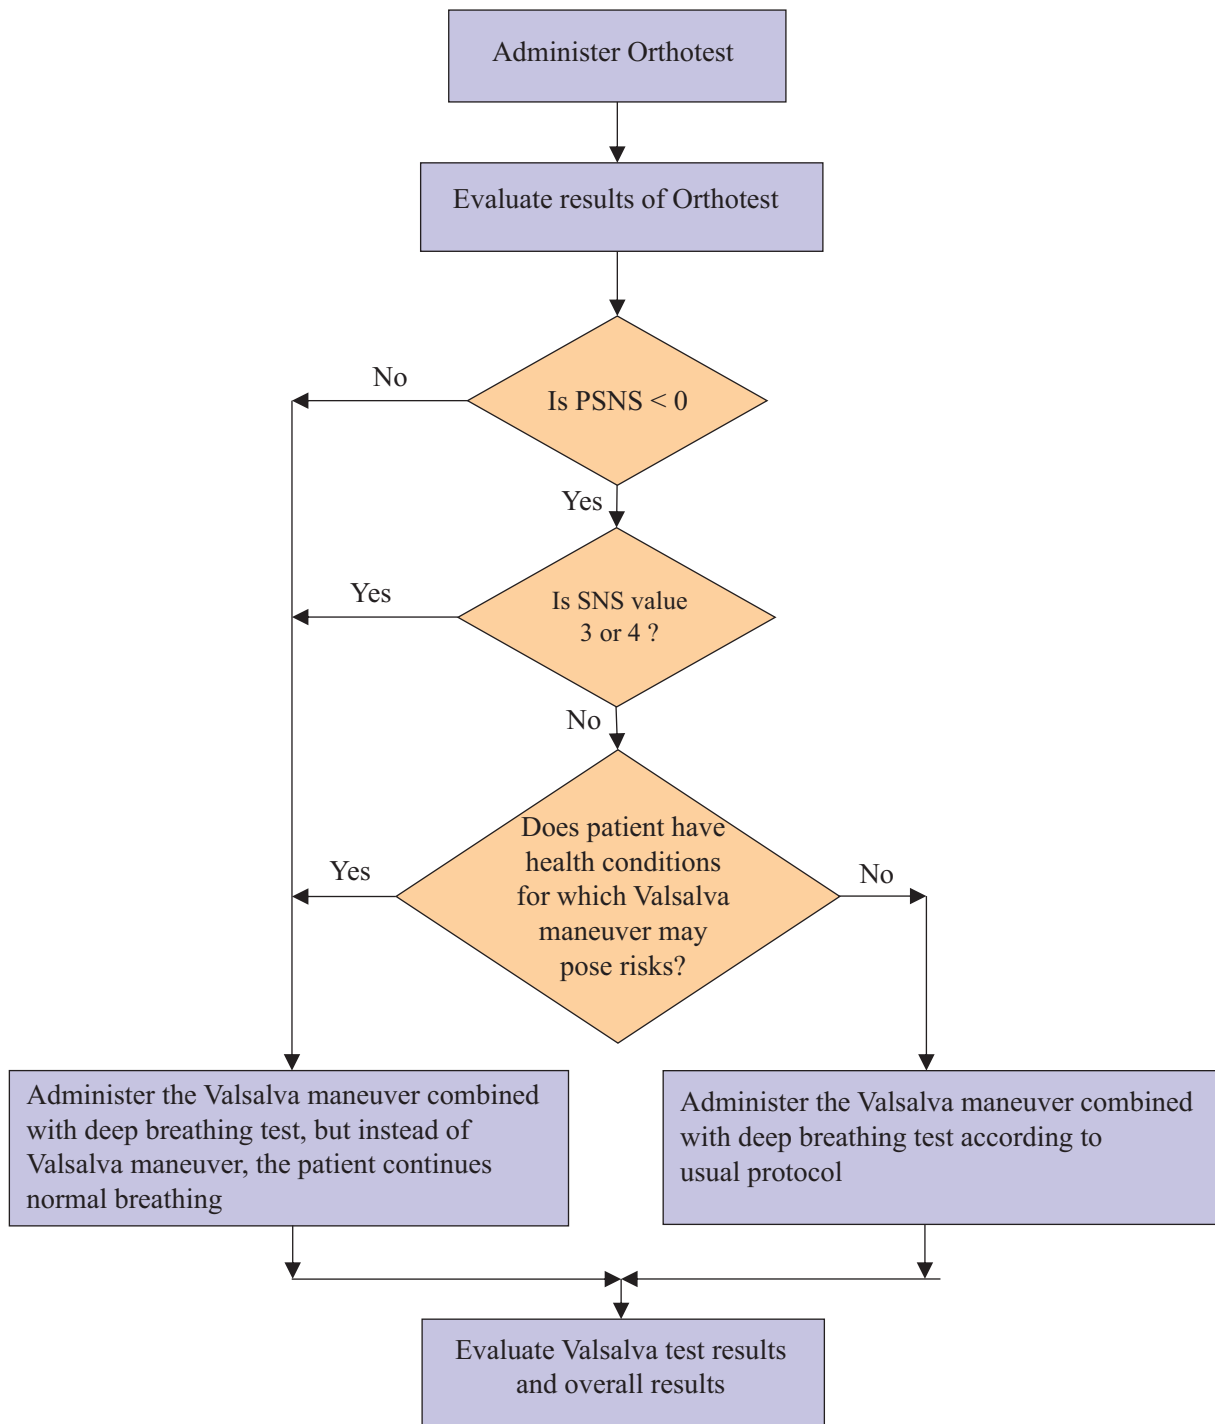 Administer Orthotest
Evaluate results of Orthotest
No
Is PSNS < 0
Yes
Yes
Is SNS value
3 or 4 ?
No
Does patient have
health conditions
for which Valsalva
maneuver may
pose risks?
Yes
No
Administer the Valsalva maneuver combined
with deep breathing test, but instead of
Valsalva maneuver, the patient continues
normal breathing
Administer the Valsalva maneuver combined
with deep breathing test according to
usual protocol
Evaluate Valsalva test results
and overall results